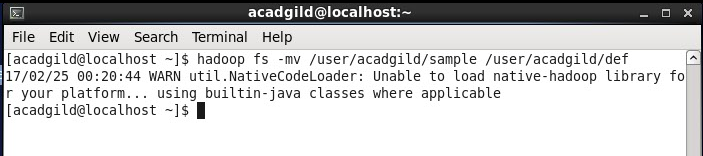 acadgild@localhost:~
File Edit View Search Terminal Help
[acadgild@localhost ~]$ hadoop fs -mv /user/acadgild/sample /user/acadgild/def
17/02/25 00:20:44 WARN util.NativeCodeLoader: Unable to load native-hadoop library fo
r your platform... using builtin-java classes where applicable
[acadgild@localhost ~]$